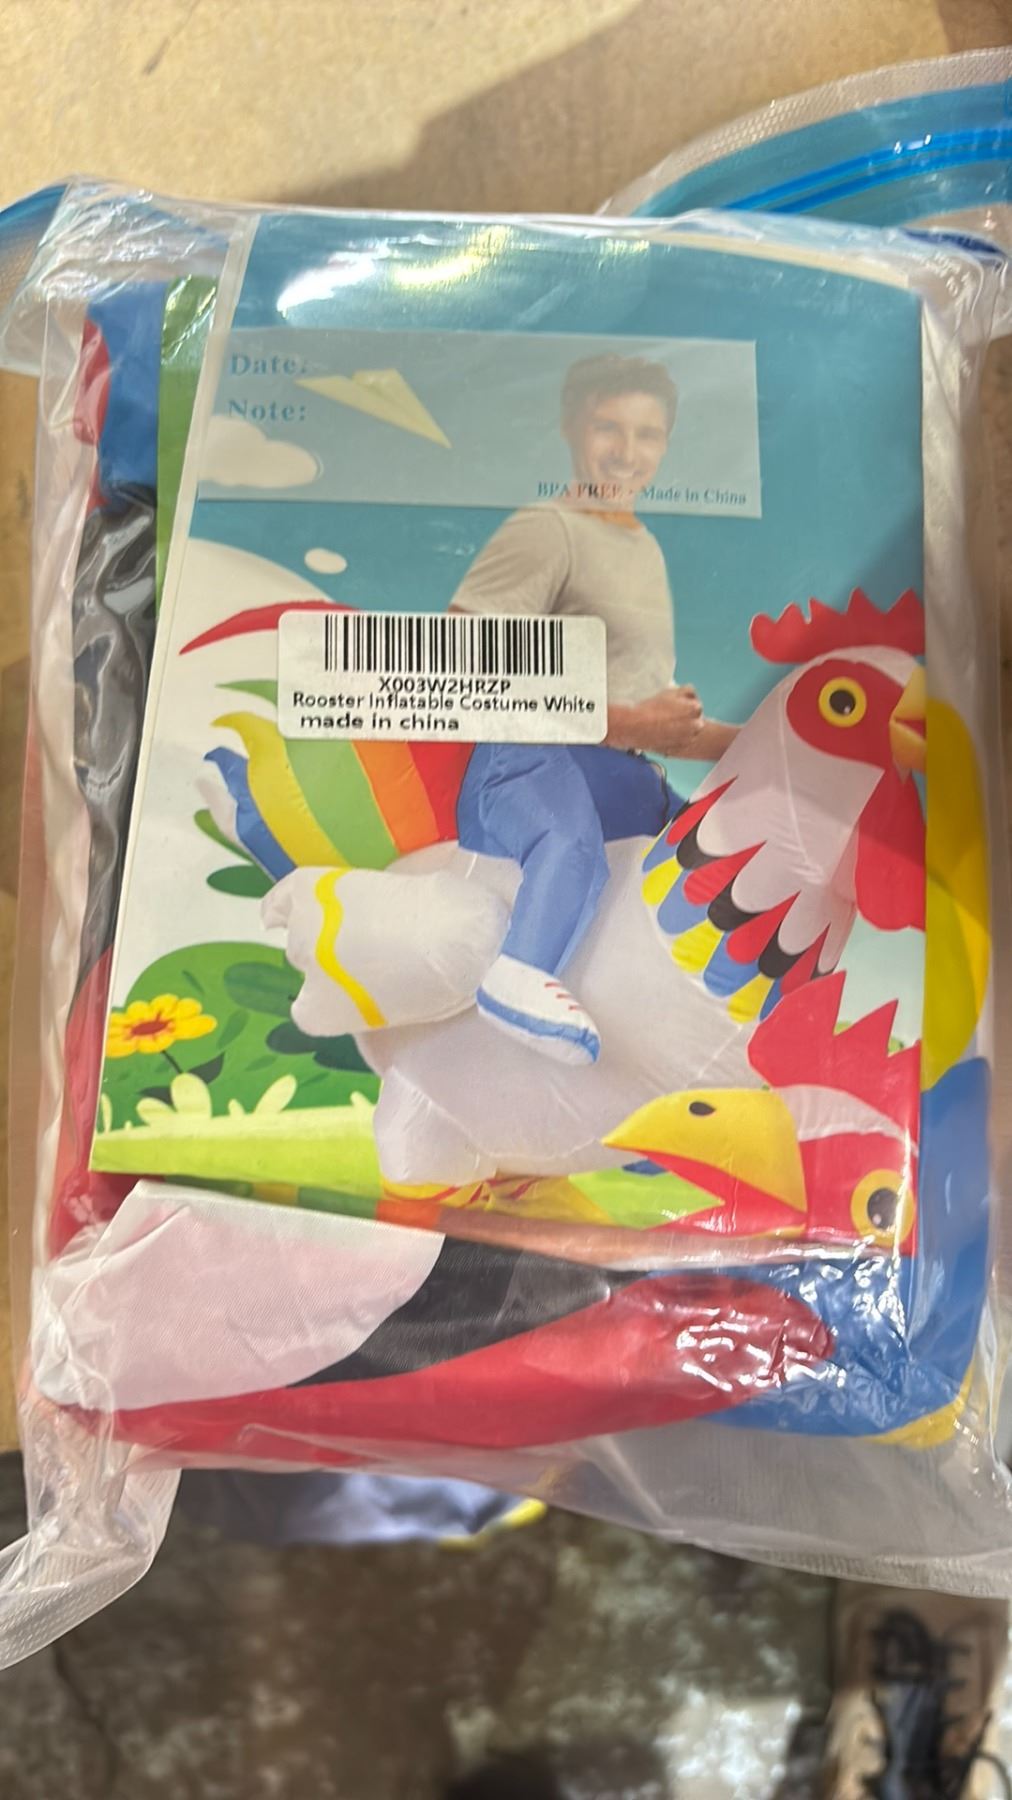 Date:
Note:
BPA FREE • Made in China
X003W2HRZP
Rooster Inflatable Costume White
made in china